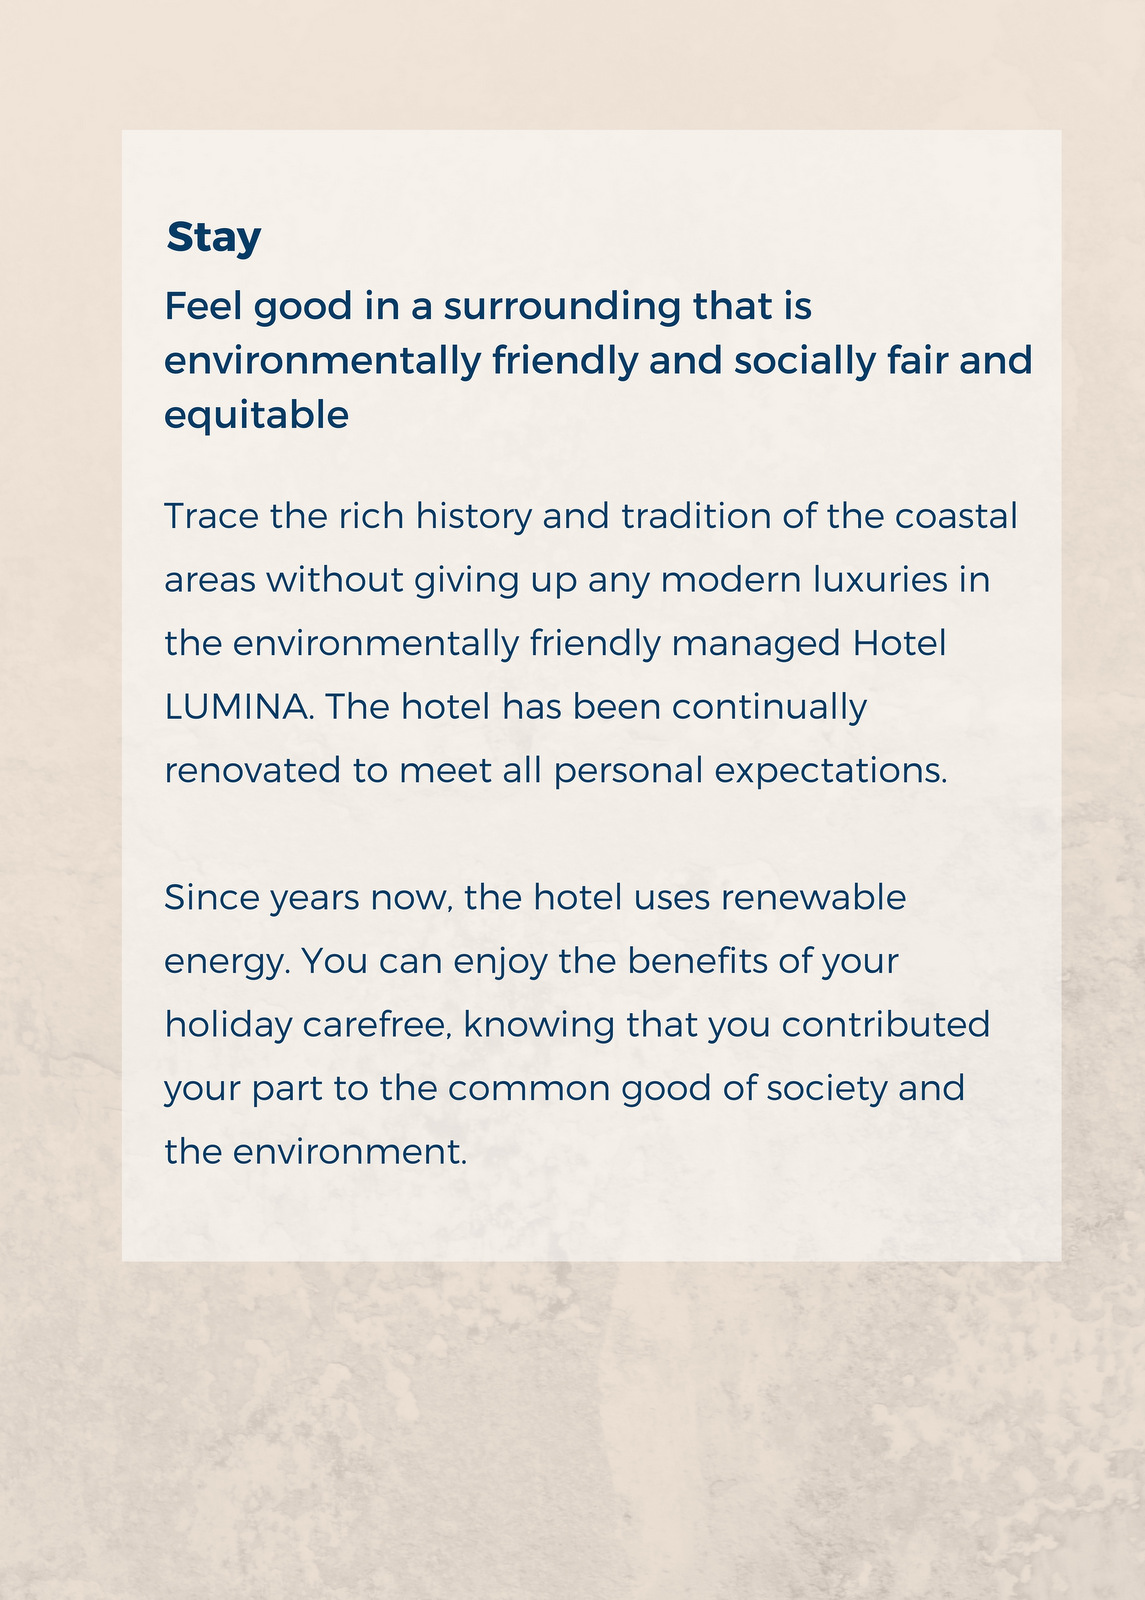 Stay
Feel good in a surrounding that is
environmentally friendly and socially fair and
equitable
Trace the rich history and tradition of the coastal
areas without giving up any modern luxuries in
the environmentally friendly managed Hotel
LUMINA. The hotel has been continually
renovated to meet all personal expectations.
Since years now, the hotel uses renewable
energy. You can enjoy the benefits of your
holiday carefree, knowing that you contributed
your part to the common good of society and
the environment.